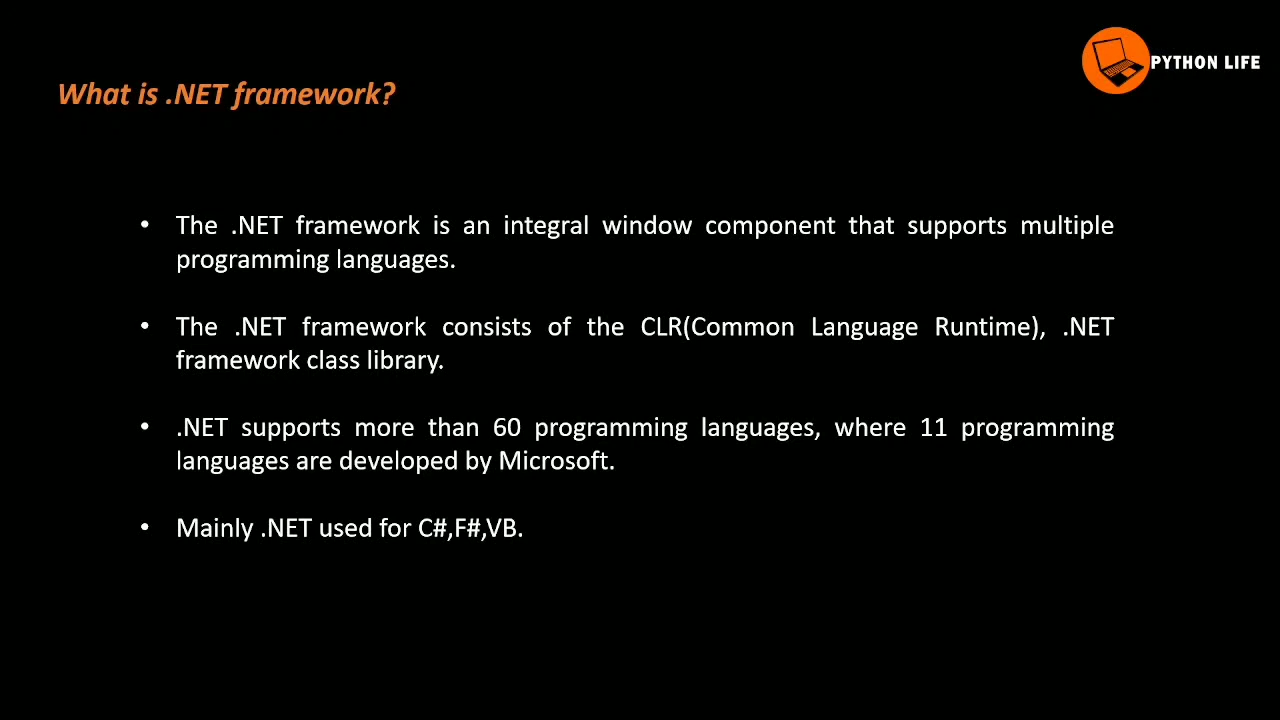 PYTHON LIFE
What is .NET framework?
• The .NET framework is an integral window component that supports multiple
programming languages.
• The .NET framework consists of the CLR(Common Language Runtime), .NET
framework class library.
• .NET supports more than 60 programming languages, where 11 programming
languages are developed by Microsoft.
• Mainly .NET used for C#,F#,VB.